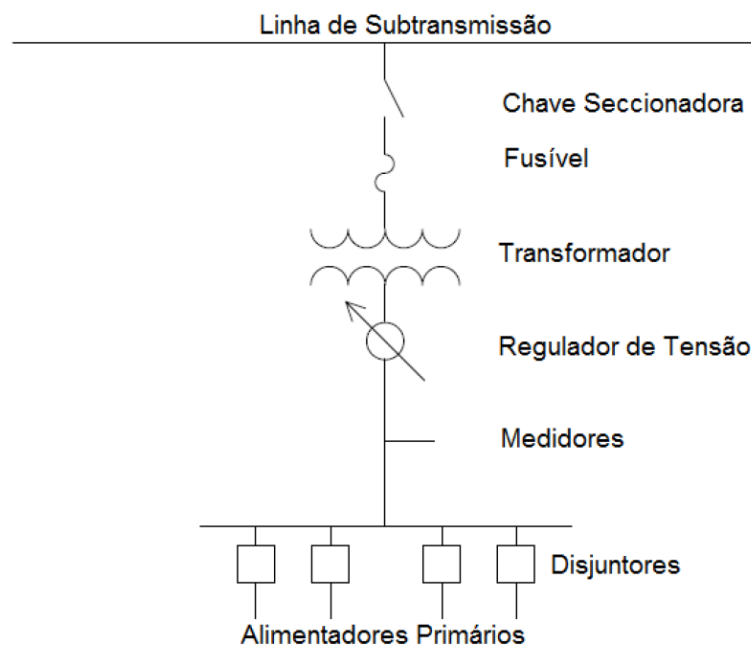 Linha de Subtransmissão
Chave Seccionadora
Fusível
Transformador
Regulador de Tensão
Medidores
Disjuntores
Alimentadores Primários